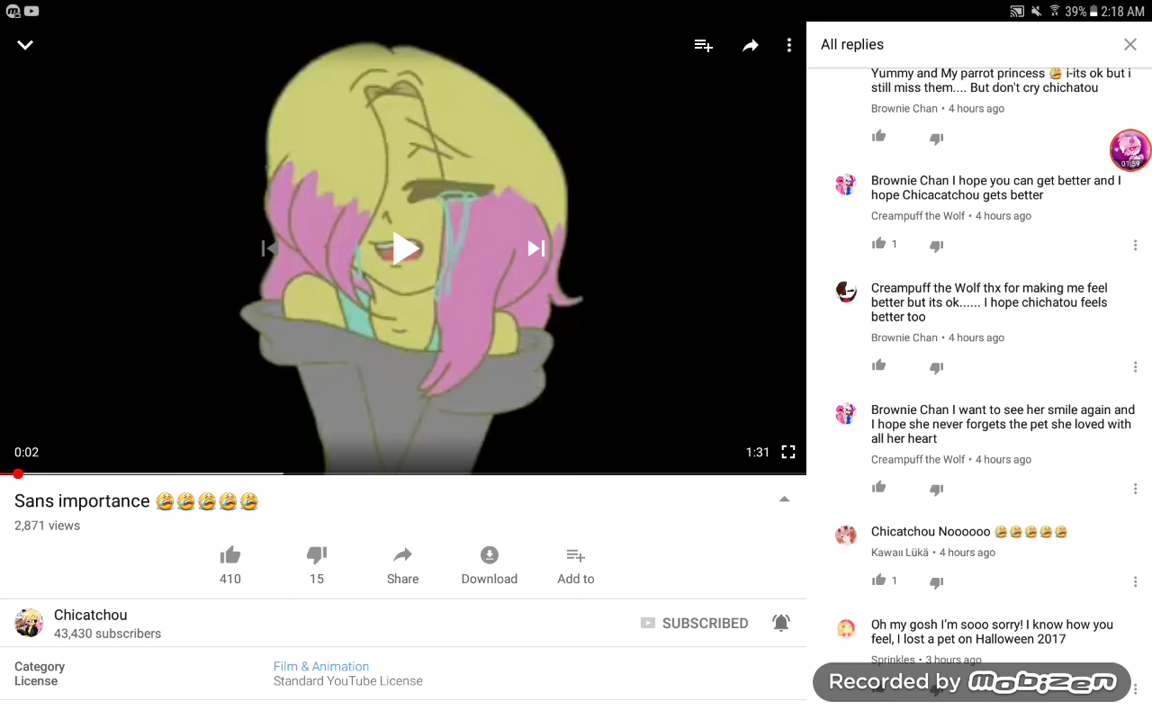 39% 2:18 AM
All replies
Yummy and My parrot princess 🤣 i-its ok but i
still miss them.... But don't cry chichatou
Brownie Chan • 4 hours ago
01:59
Brownie Chan I hope you can get better and I
hope Chicacatchou gets better
Creampuff the Wolf • 4 hours ago
1
Creampuff the Wolf thx for making me feel
better but its ok...... I hope chichatou feels
better too
Brownie Chan • 4 hours ago
Brownie Chan I want to see her smile again and
I hope she never forgets the pet she loved with
all her heart
Creampuff the Wolf • 4 hours ago
Chicatchou Noooooo 🤣🤣🤣🤣🤣
Kawaıı Lükä • 4 hours ago
1
Oh my gosh I'm sooo sorry! I know how you
feel, I lost a pet on Halloween 2017
Sprinkles • 3 hours ago
Recorded by mobizen
0:02
1:31
Sans importance 🤣🤣🤣🤣🤣
2,871 views
410
15
Share
Download
Add to
Chicatchou
43,430 subscribers
SUBSCRIBED
Category
Film & Animation
License
Standard YouTube License